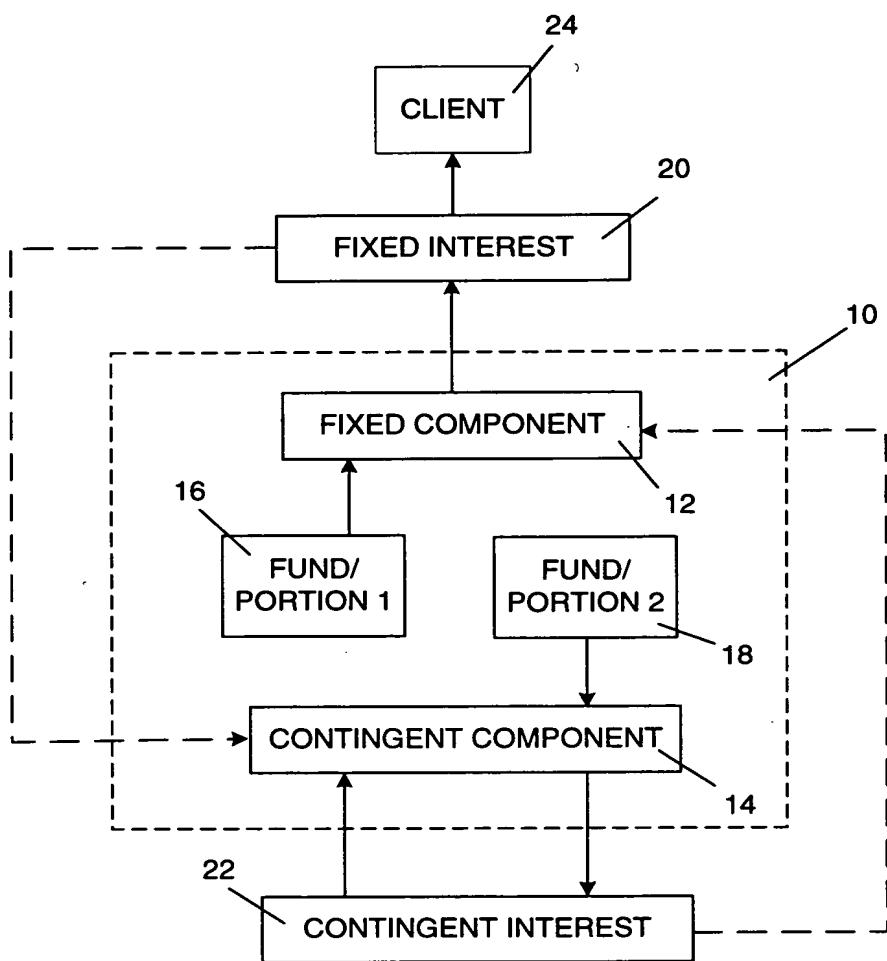 24
CLIENT
20
FIXED INTEREST
10
FIXED COMPONENT
12
16
FUND/
PORTION 1
FUND/
PORTION 2
18
CONTINGENT COMPONENT
14
22
CONTINGENT INTEREST